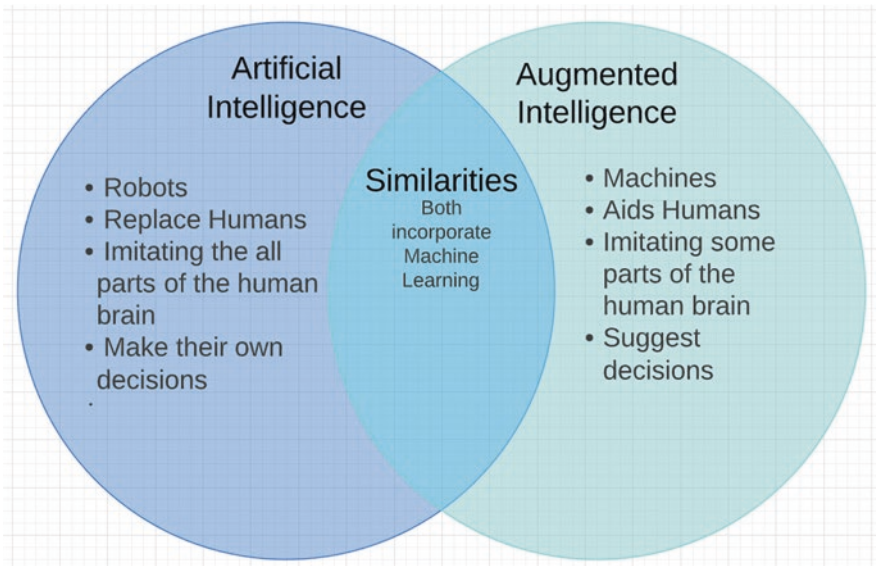 Artificial
Intelligence
• Robots
• Replace Humans
• Imitating the all
parts of the human
brain
• Make their own
decisions
•
Similarities
Both
incorporate
Machine
Learning
Augmented
Intelligence
• Machines
• Aids Humans
• Imitating some
parts of the
human brain
• Suggest
decisions